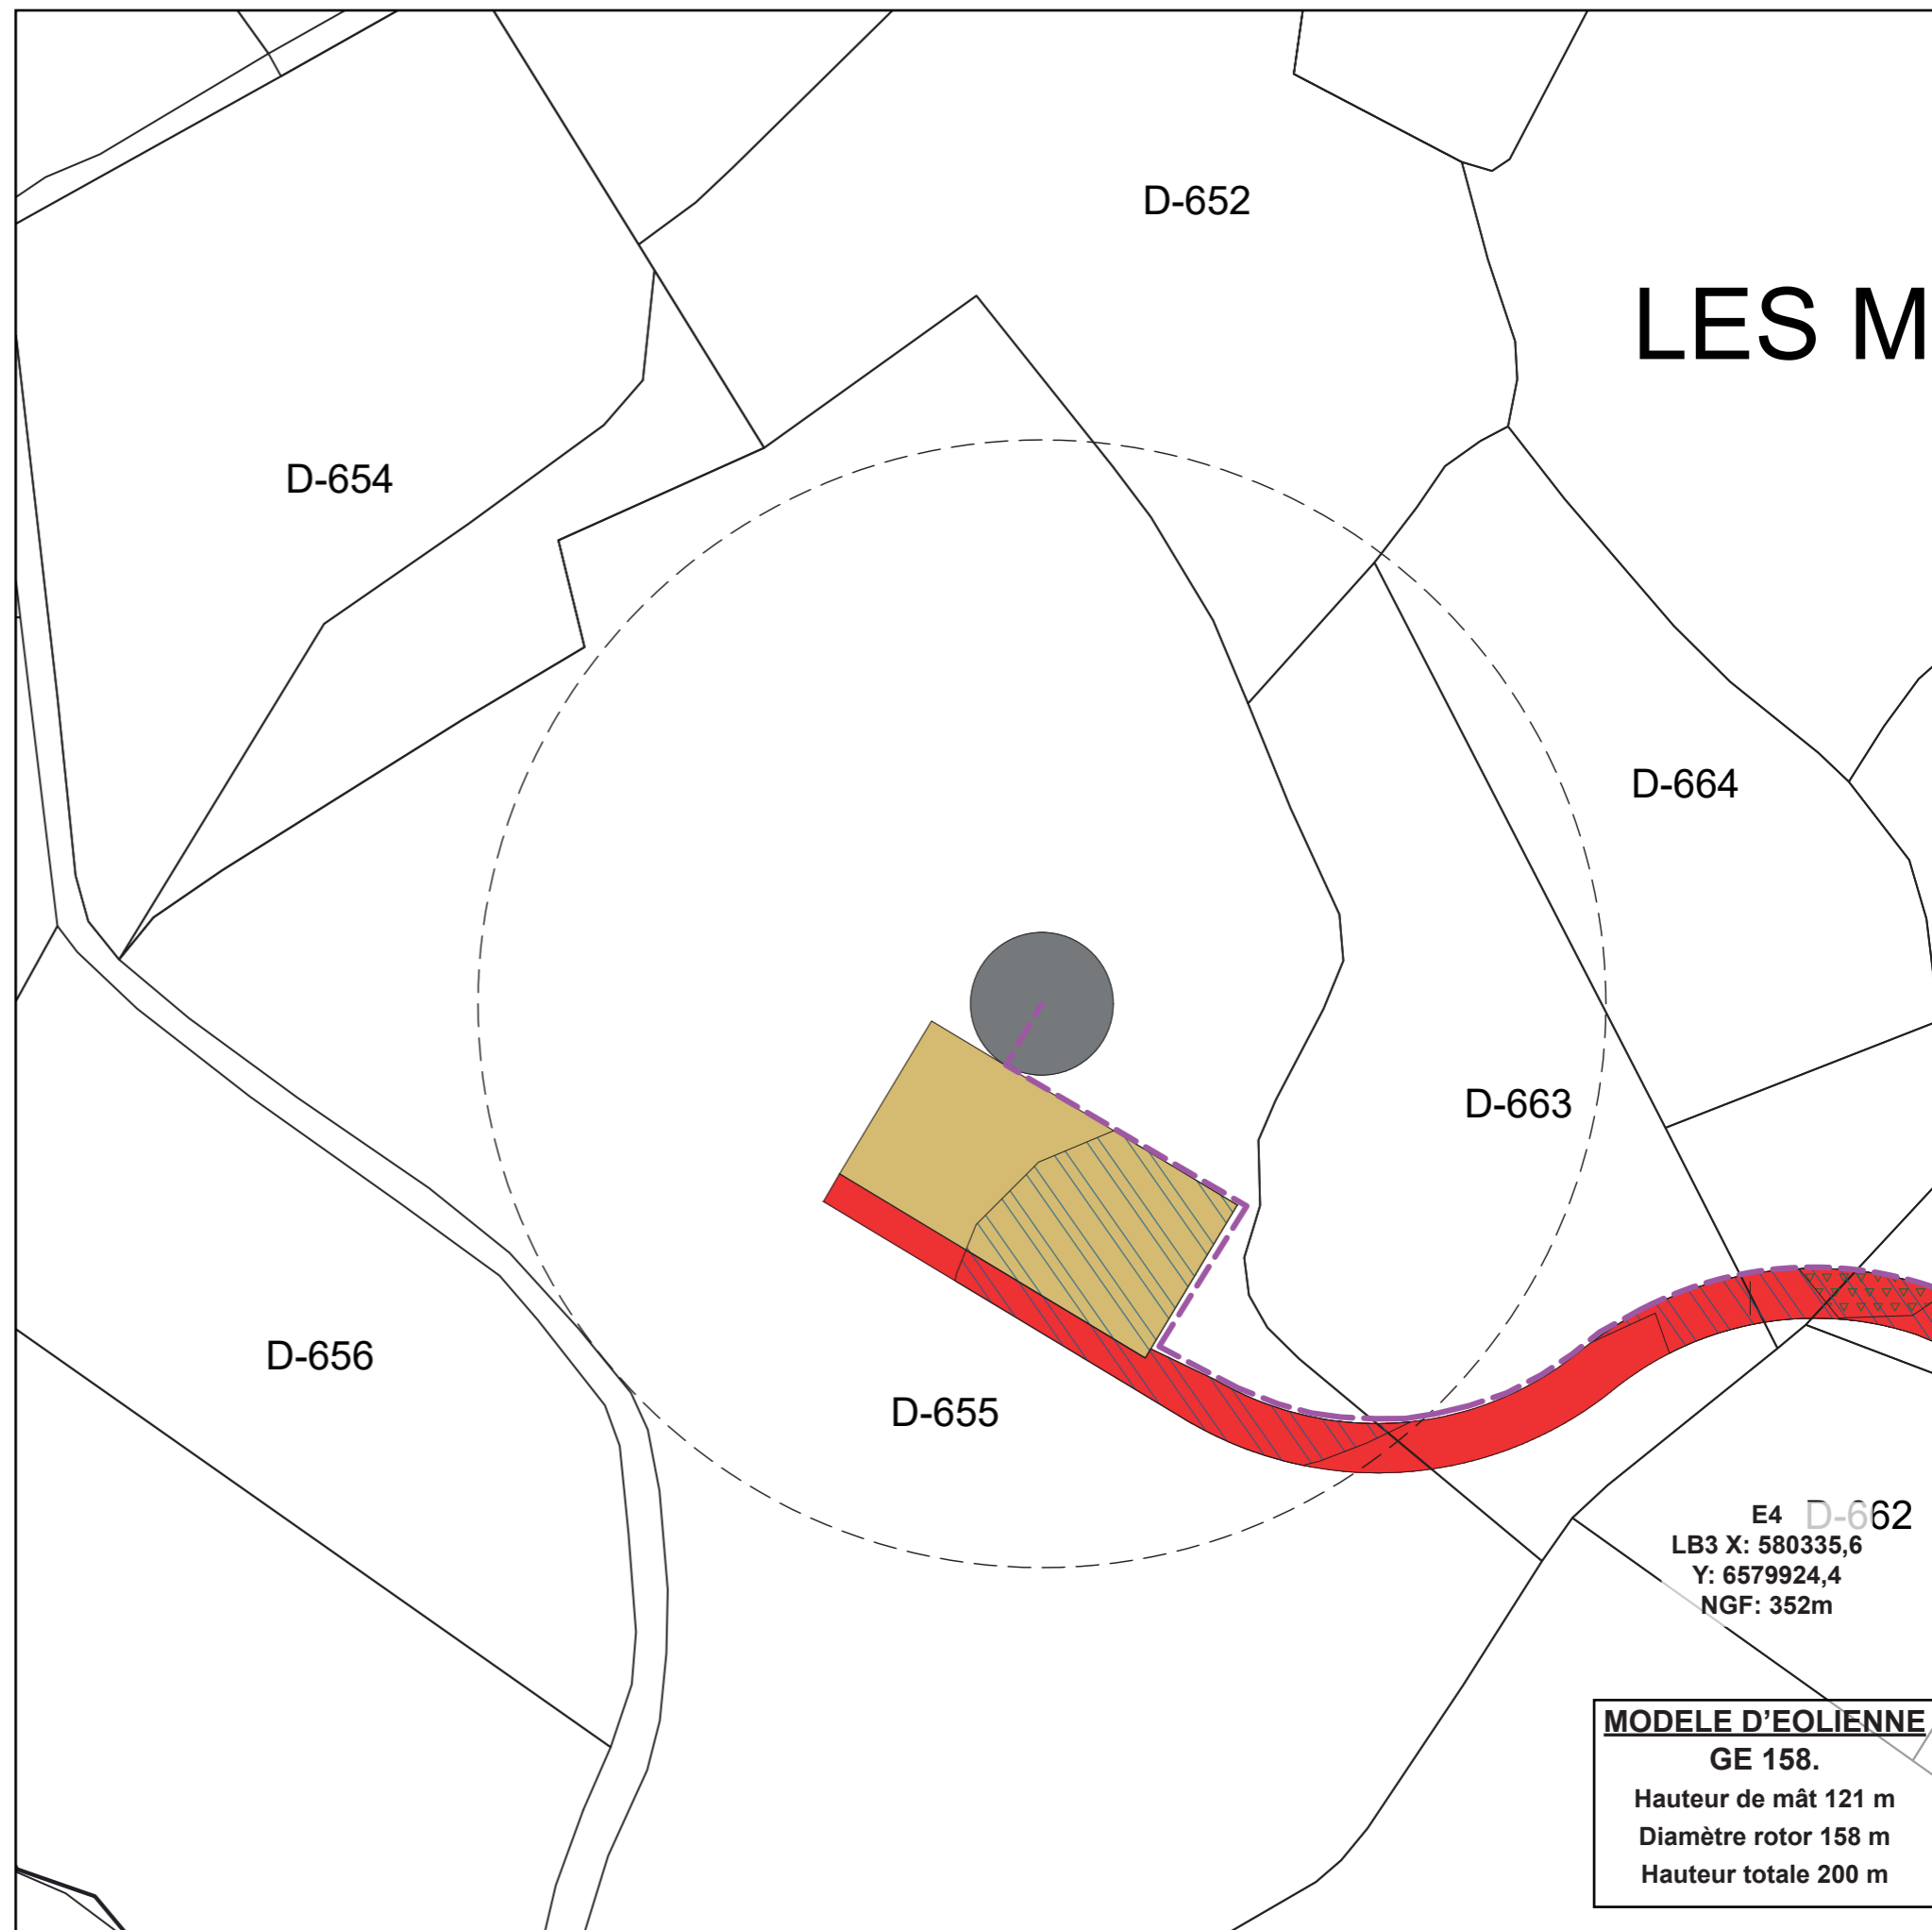 D-652
LES M
D-654
D-664
D-663
D-656
D-655
E4 D-662
LB3 X: 580335,6
Y: 6579924,4
NGF: 352m
MODELE D'EOLIENNE
GE 158.
Hauteur de mât 121 m
Diamètre rotor 158 m
Hauteur totale 200 m